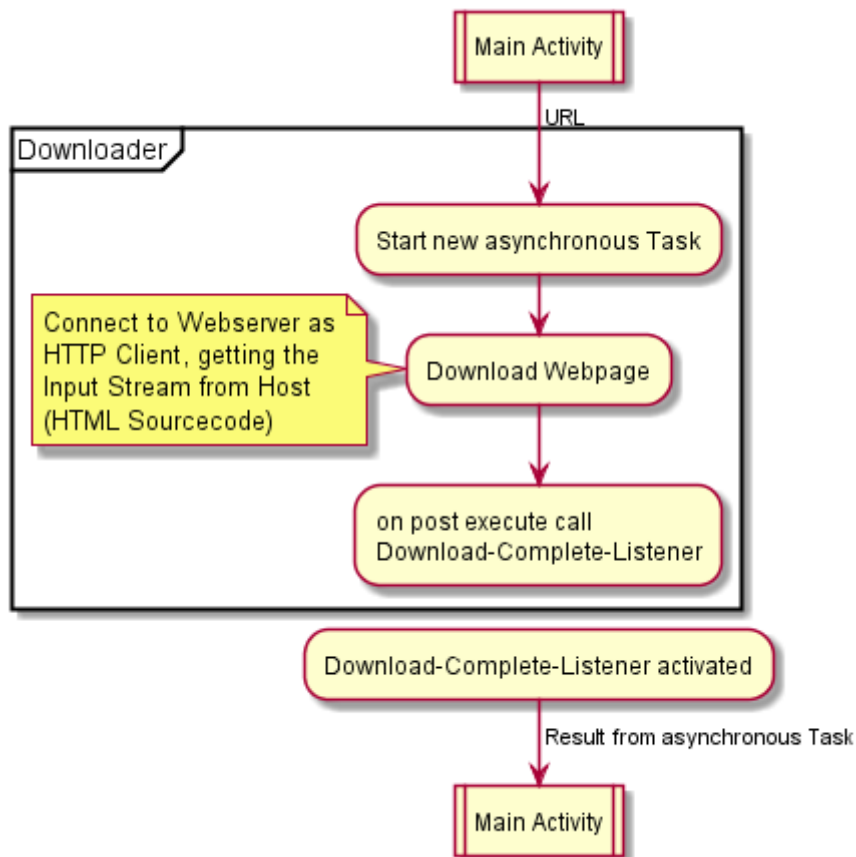 Main Activity
URL
Downloader
Start new asynchronous Task
Connect to Webserver as
HTTP Client, getting the
Input Stream from Host
(HTML Sourcecode)
Download Webpage
on post execute call
Download-Complete-Listener
Download-Complete-Listener activated
Result from asynchronous Task
Main Activity